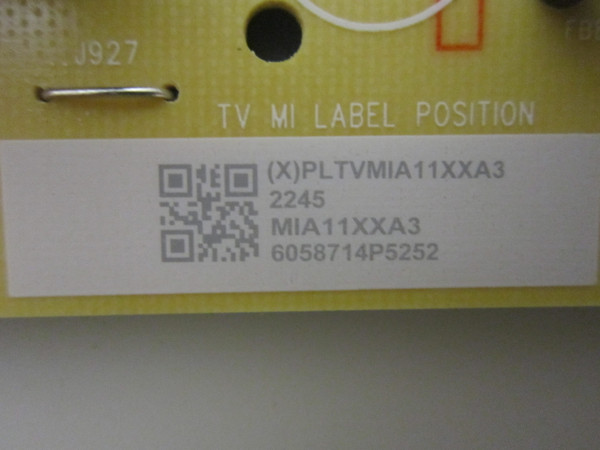 J927
TV MI LABEL POSITION
(X)PLTVMIA11XXA3
2245
MIA11XXA3
6058714P5252